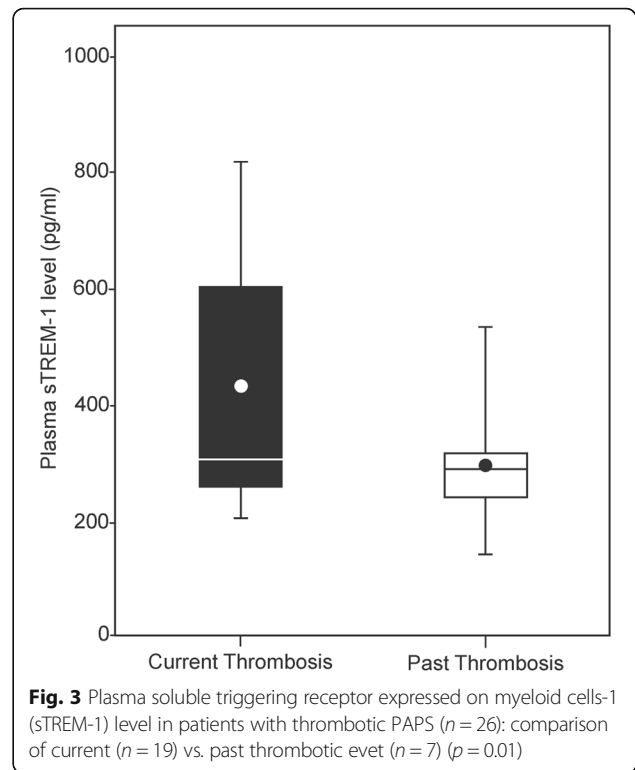 1000
800
600
400
200
0
Plasma sTREM-1 level (pg/ml)
Current Thrombosis Past Thrombosis
Fig. 3 Plasma soluble triggering receptor expressed on myeloid cells-1
(sTREM-1) level in patients with thrombotic PAPS (n = 26): comparison
of current (n = 19) vs. past thrombotic evet (n = 7) (p = 0.01)